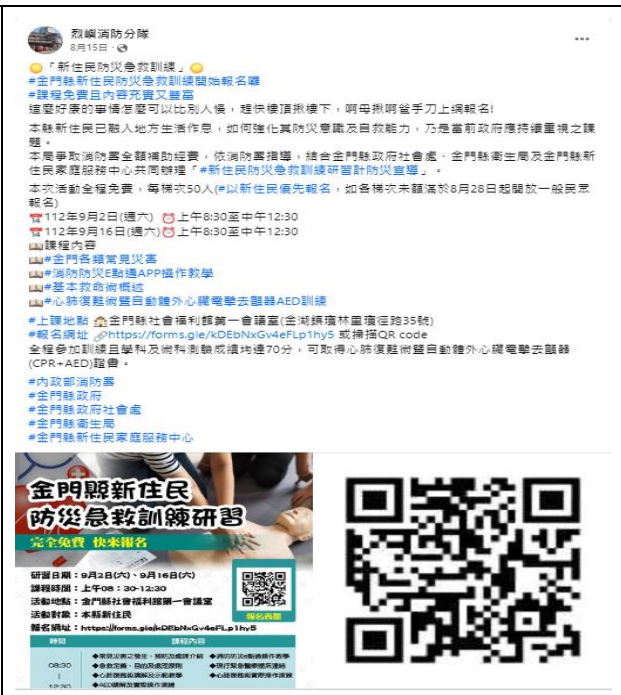 烈嶼消防分隊
8月15日
「新住民防災急救訓練」
#金門縣新住民防災急救訓練開始報名囉
#課程免費且內容充實又豐富
這麼好康的事情怎麼可以比別人慢，趕快樓頂揪樓下，啊母揪啊爸手刀上網報名!
本縣新住民已融入地方生活作息，如何強化其防災意識及自救能力，乃是當前政府應持續重視之課
題。
本局爭取消防署全額補助經費，依消防署指導，結合金門縣政府社會處、金門縣衛生局及金門縣新
住民家庭服務中心共同辦理「#新住民防災急救訓練研習計防災宣導」。
本次活動全程免費，每梯次50人(#以新住民優先報名，如各梯次未額滿於8月28日起開放一般民眾
報名)
112年9月2日(週六) 上午8:30至中午12:30
112年9月16日(週六) 上午8:30至中午12:30
課程內容
#金門各類常見災害
#消防防災E點通APP操作教學
#基本救命術概述
#心肺復甦術暨自動體外心臟電擊去顫器AED訓練
#上課地點 金門縣社會福利館第一會議室(金湖鎮瓊林里瓊徑路35號)
#報名網址 https://forms.gle/kDEbNxGv4eFLp1hy5 或掃描QR code
全程參加訓練且學科及術科測驗成績均達70分，可取得心肺復甦術暨自動體外心臟電擊去顫器
(CPR+AED)證書。
#內政部消防署
#金門縣政府
#金門縣政府社會處
#金門縣衛生局
#金門縣新住民家庭服務中心
金門縣新住民
防災急救訓練研習
完全免費 快來報名
研習日期：9月2日(六)、9月16日(六)
課程時間：上午08：30-12:30
活動地點：金門縣社會福利館第一會議室
活動對象：本縣新住民
報名網址：https://forms.gle/kDEbNxGv4eFLp1hy5
時間 課程內容
08:30
12:30